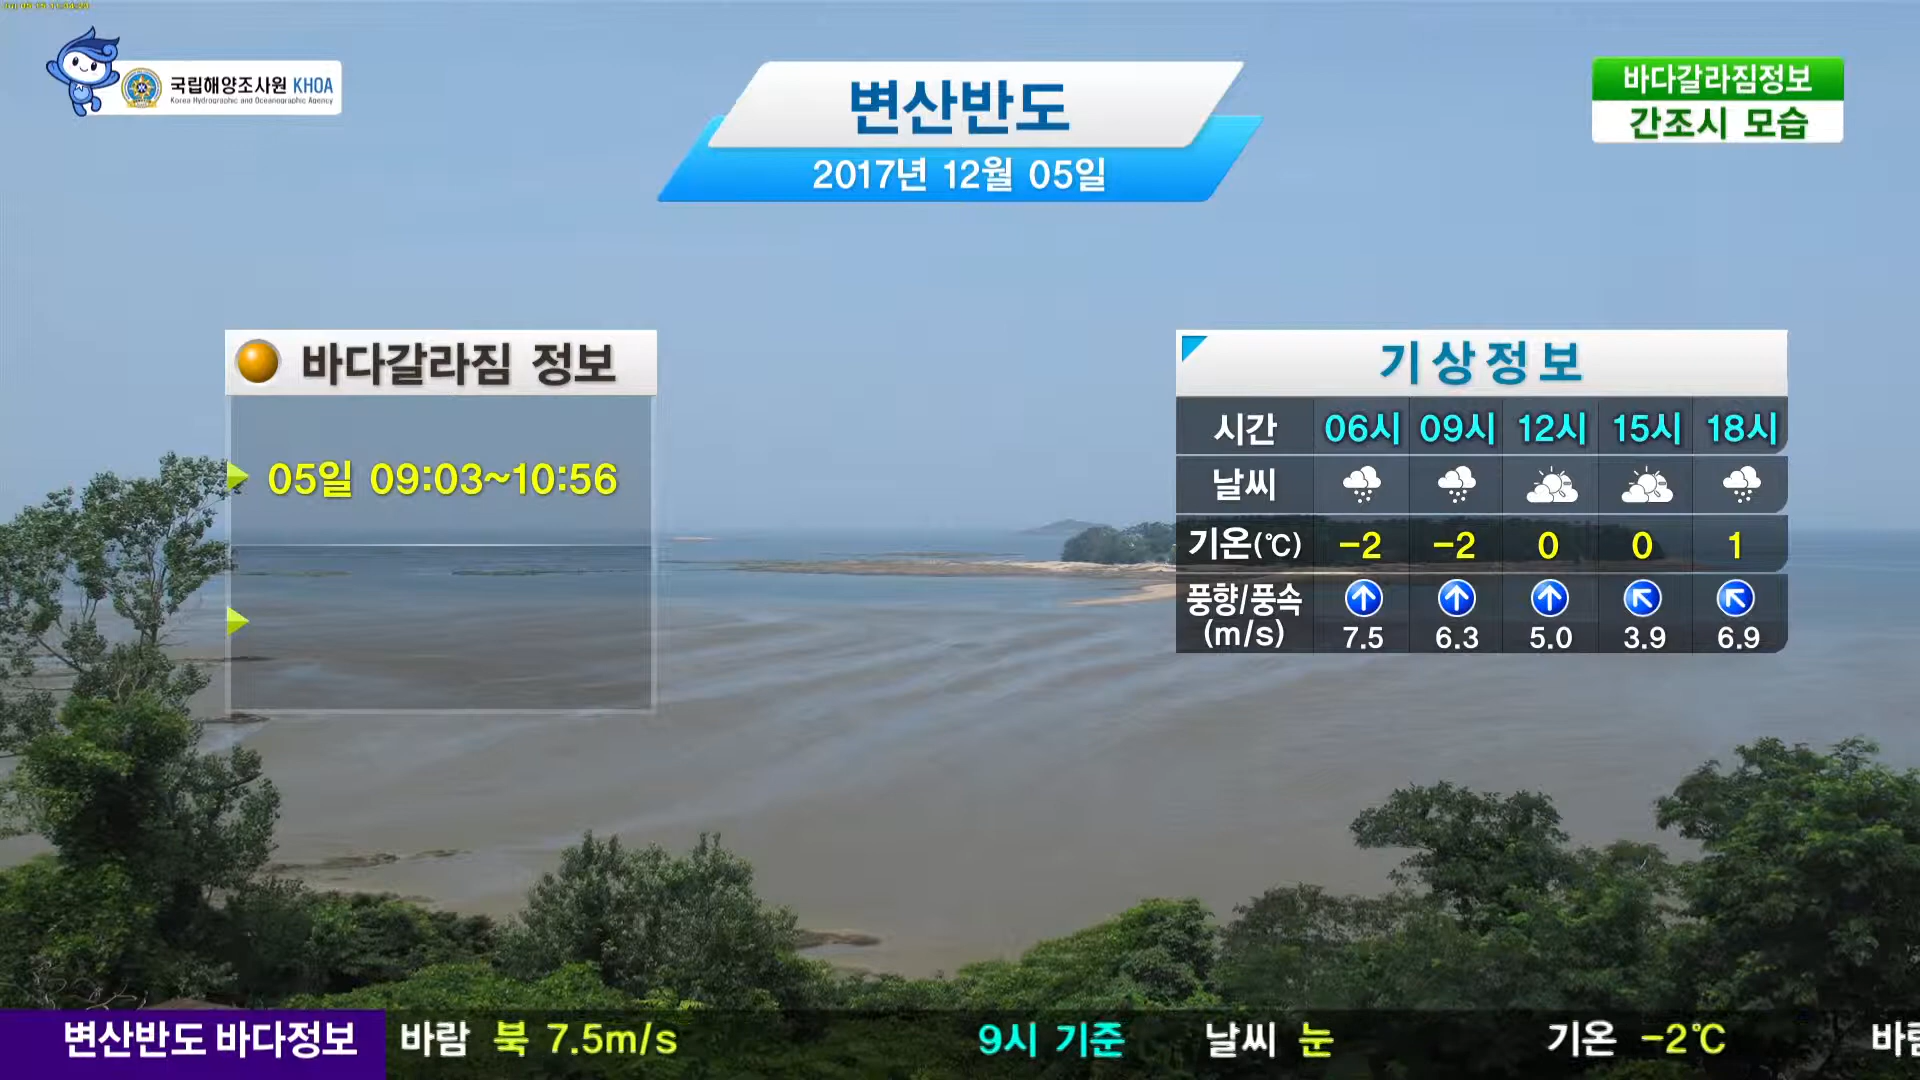 국립해양조사원 KHOA
Korea Hydrographic and Oceanographic Agency
변산반도
2017년 12월 05일
바다갈라짐정보
간조시 모습
바다갈라짐 정보
05일 09:03~10:56
기상정보
시간 06시 09시 12시 15시 18시
날씨
기온(℃) -2 -2 0 0 1
풍향/풍속
(m/s) 7.5 6.3 5.0 3.9 6.9
변산반도 바다정보 바람 북 7.5m/s 9시 기준 날씨 눈 기온 -2℃